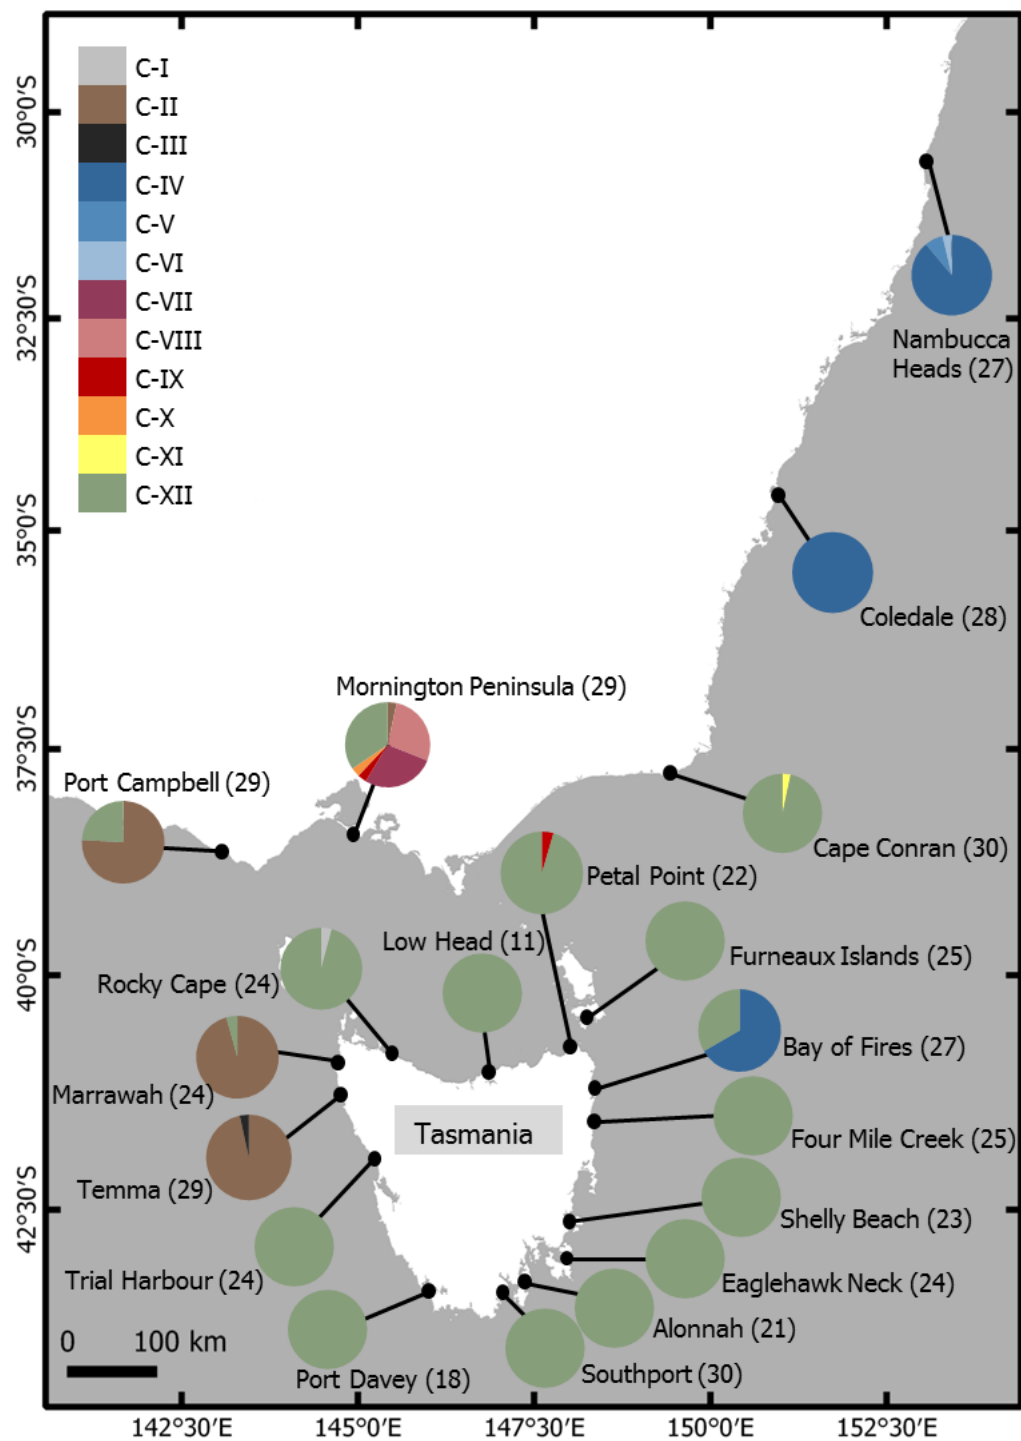 C-I
C-II
C-III
C-IV
C-V
C-VI
C-VII
C-VIII
C-IX
C-X
C-XI
C-XII
30°0'S
32°30'S
35°0'S
37°30'S
40°0'S
42°30'S
Nambucca
Heads (27)
Coledale (28)
Mornington Peninsula (29)
Port Campbell (29)
Cape Conran (30)
Petal Point (22)
Low Head (11)
Furneaux Islands (25)
Rocky Cape (24)
Bay of Fires (27)
Marrawah (24)
Tasmania
Four Mile Creek (25)
Temma (29)
Shelly Beach (23)
Trial Harbour (24)
Eaglehawk Neck (24)
Alonnah (21)
Southport (30)
Port Davey (18)
0 100 km
142°30'E 145°0'E 147°30'E 150°0'E 152°30'E